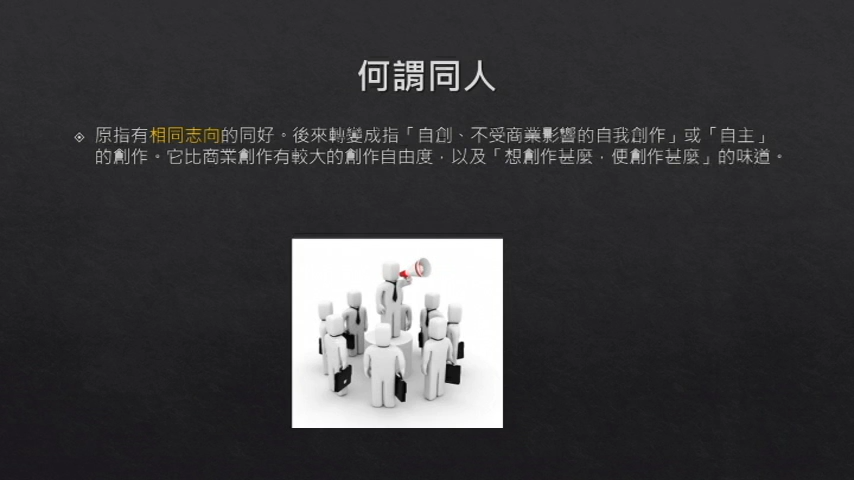 何謂同人
原指有相同志向的同好。後來轉變成指「自創、不受商業影響的自我創作」或「自主」
的創作。它比商業創作有較大的創作自由度，以及「想創作甚麼，便創作甚麼」的味道。